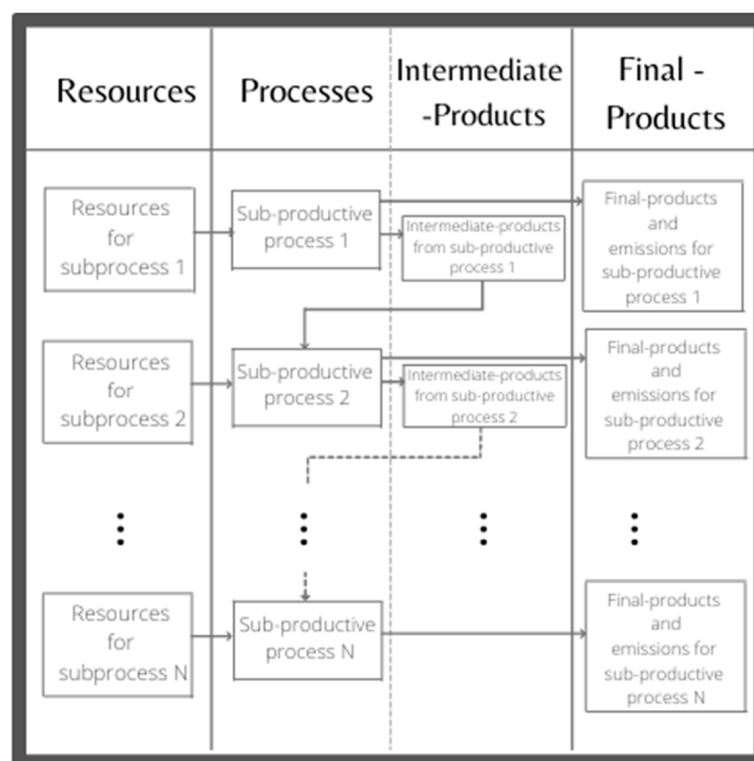 Resources
Processes
Intermediate
-Products
Final -
Products
Resources
for
subprocess 1
Sub-productive
process 1
Intermediate-products
from sub-productive
process 1
Final-products
and
emissions for
sub-productive
process 1
Resources
for
subprocess 2
Sub-productive
process 2
Intermediate-products
from sub-productive
process 2
Final-products
and
emissions for
sub-productive
process 2
Resources
for
subprocess N
Sub-productive
process N
Final-products
and
emissions for
sub-productive
process N